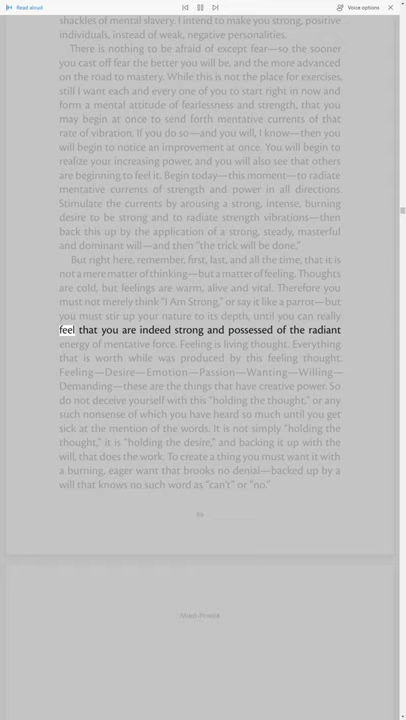 Read aloud
Voice options
shackles of mental slavery. I intend to make you strong, positive
individuals, instead of weak, negative personalities.
There is nothing to be afraid of except fear—so the sooner
you cast off fear the better you will be, and the more advanced
on the road to mastery. While this is not the place for exercises,
still I want each and every one of you to start right in now and
form a mental attitude of fearlessness and strength, that you
may begin at once to send forth mentative currents of that
rate of vibration. If you do so—and you will, I know—then you
will begin to notice an improvement at once. You will begin to
realize your increasing power, and you will also see that others
are beginning to feel it. Begin today—this moment—to radiate
mentative currents of strength and power in all directions.
Stimulate the currents by arousing a strong, intense, burning
desire to be strong and to radiate strength vibrations—then
back this up by the application of a strong, steady, masterful
and dominant will—and then “the trick will be done.”
But right here, remember, first, last, and all the time, that it is
not a mere matter of thinking—but a matter of feeling. Thoughts
are cold, but feelings are warm, alive and vital. Therefore you
must not merely think “I Am Strong,” or say it like a parrot—but
you must stir up your nature to its depth, until you can really
feel that you are indeed strong and possessed of the radiant
energy of mentative force. Feeling is living thought. Everything
that is worth while was produced by this feeling thought.
Feeling—Desire—Emotion—Passion—Wanting—Willing—
Demanding—these are the things that have creative power. So
do not deceive yourself with this “holding the thought,” or any
such nonsense of which you have heard so much until you get
sick at the mention of the words. It is not simply “holding the
thought,” it is “holding the desire,” and backing it up with the
will, that does the work. To create a thing you must want it with
a burning, eager want that brooks no denial—backed up by a
will that knows no such word as “can’t” or “no.”
Mind-Power